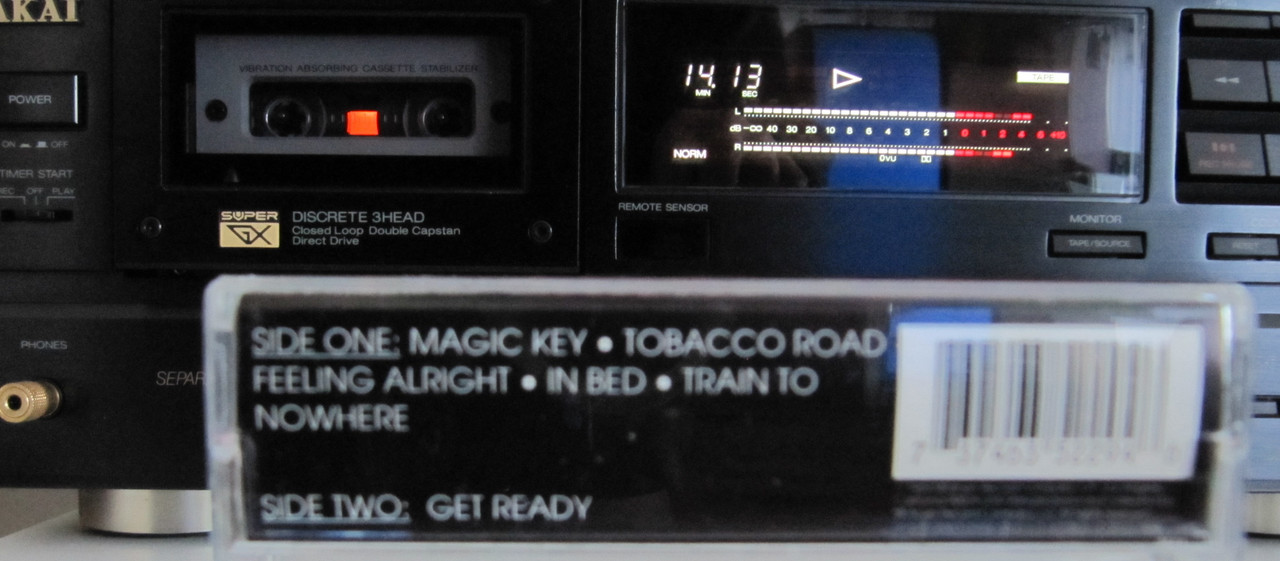 AKAI
POWER
ON OFF
TIMER START
REC OFF PLAY
PHONES
VIBRATION ABSORBING CASSETTE STABILIZER
SUPER
GX
DISCRETE 3HEAD
Closed Loop Double Capstan
Direct Drive
14. 13
MIN SEC
TAPE
L
dB -∞ 40 30 20 10 8 6 4 3 2 1 0 1 2 4 6 +10
R
NORM
REMOTE SENSOR
MONITOR
TAPE/SOURCE
RESET
SIDE ONE: MAGIC KEY • TOBACCO ROAD
FEELING ALRIGHT • IN BED • TRAIN TO
NOWHERE
SIDE TWO: GET READY